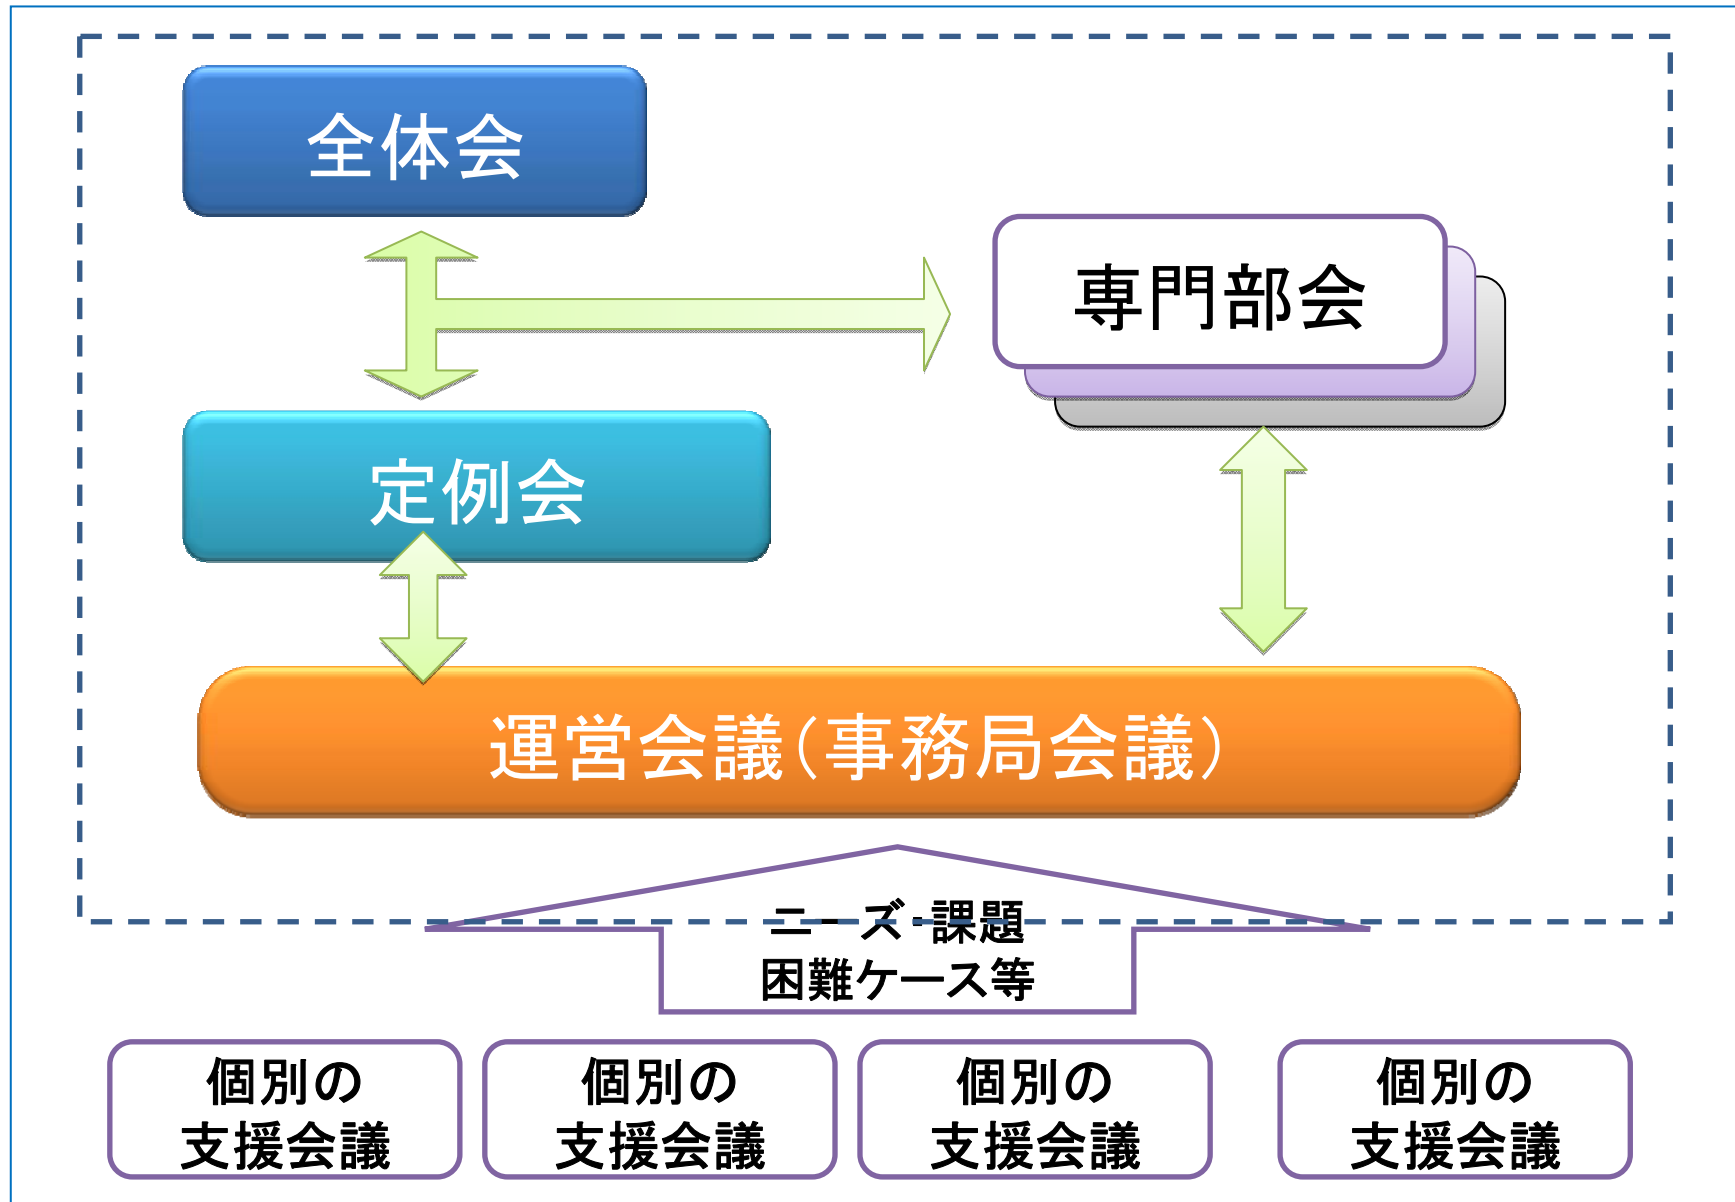 全体会
専門部会
定例会
運営会議（事務局会議）
ニーズ・課題
困難ケース等
個別の
支援会議
個別の
支援会議
個別の
支援会議
個別の
支援会議